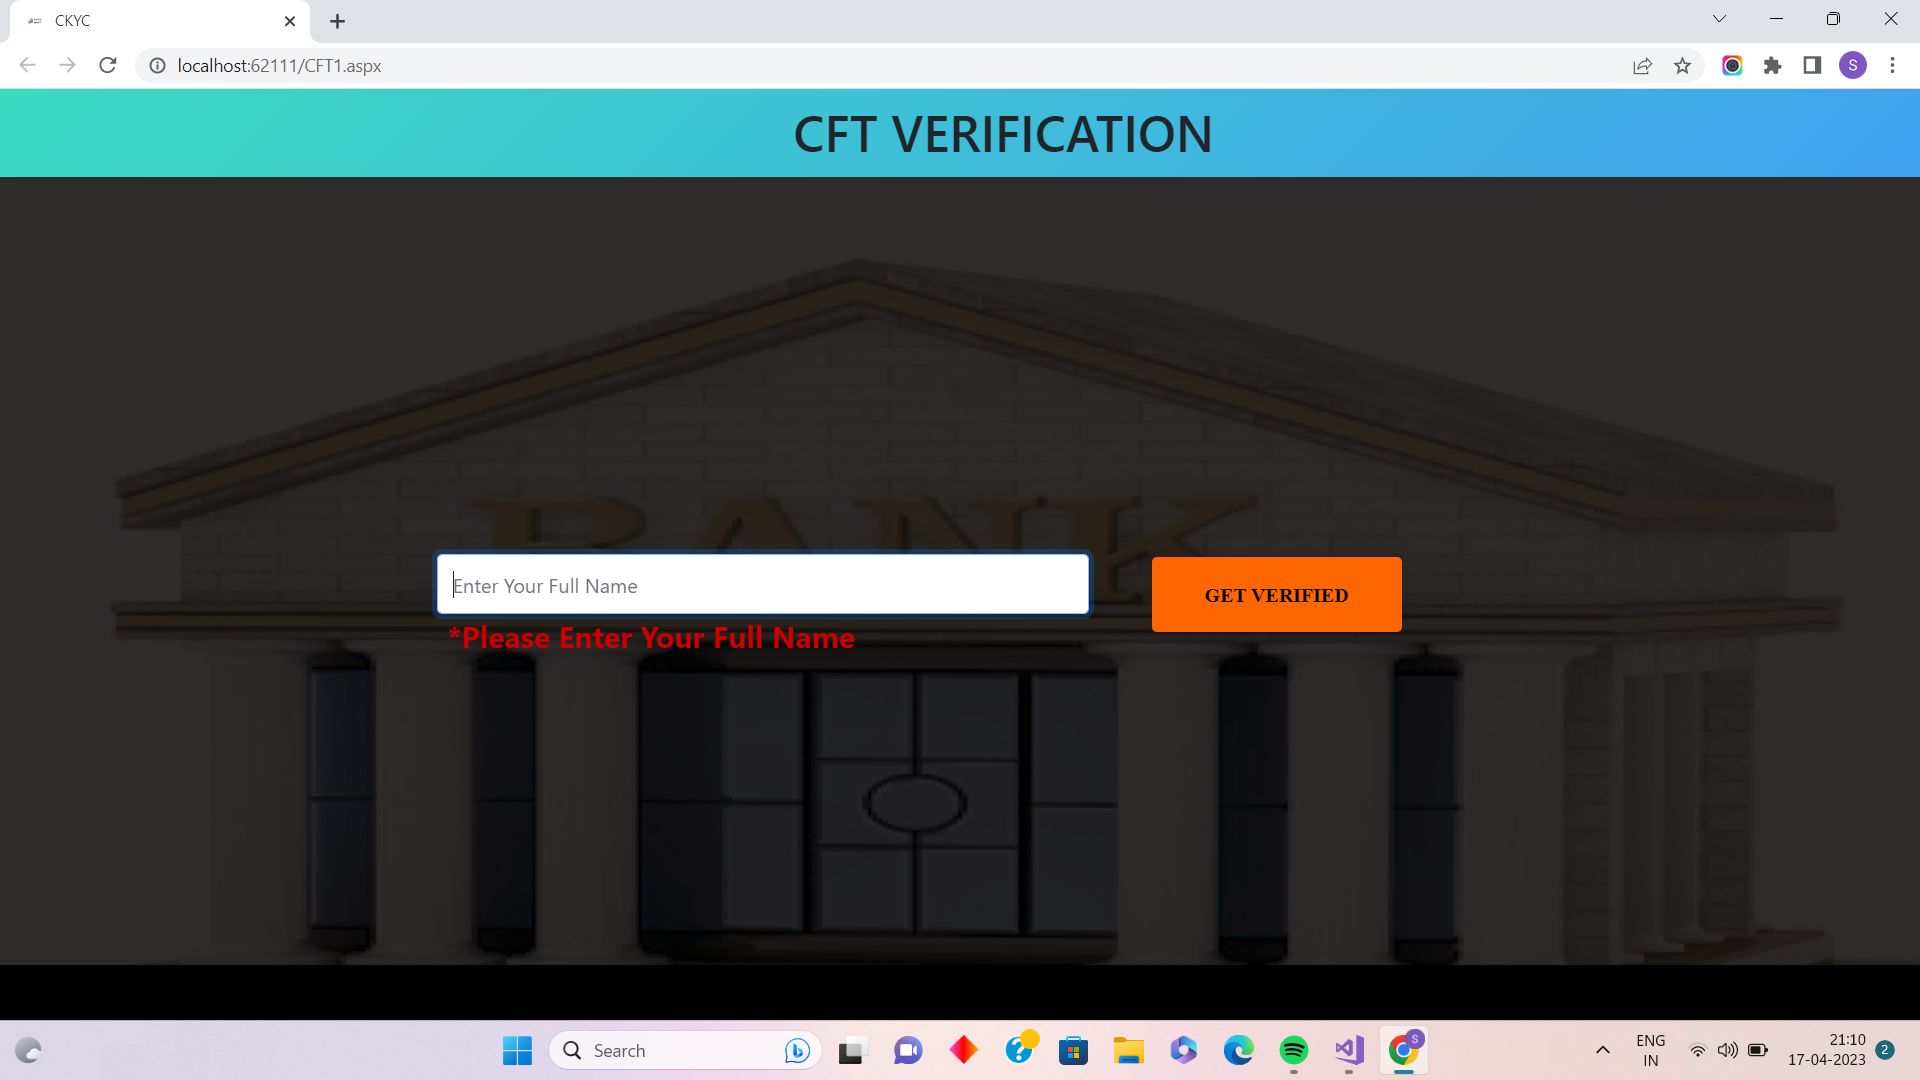 CKYC
localhost:62111/CFT1.aspx
S
CFT VERIFICATION
BANK
Enter Your Full Name
GET VERIFIED
*Please Enter Your Full Name
Search
S
ENG
IN
21:10
17-04-2023
2